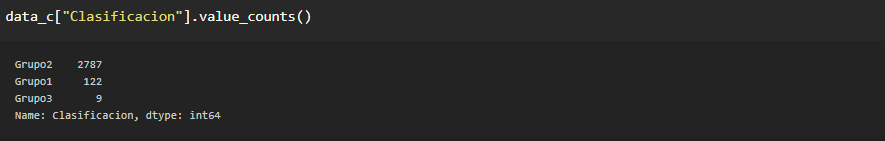 data_c["Clasificacion"].value_counts()
Grupo2    2787
Grupo1     122
Grupo3       9
Name: Clasificacion, dtype: int64